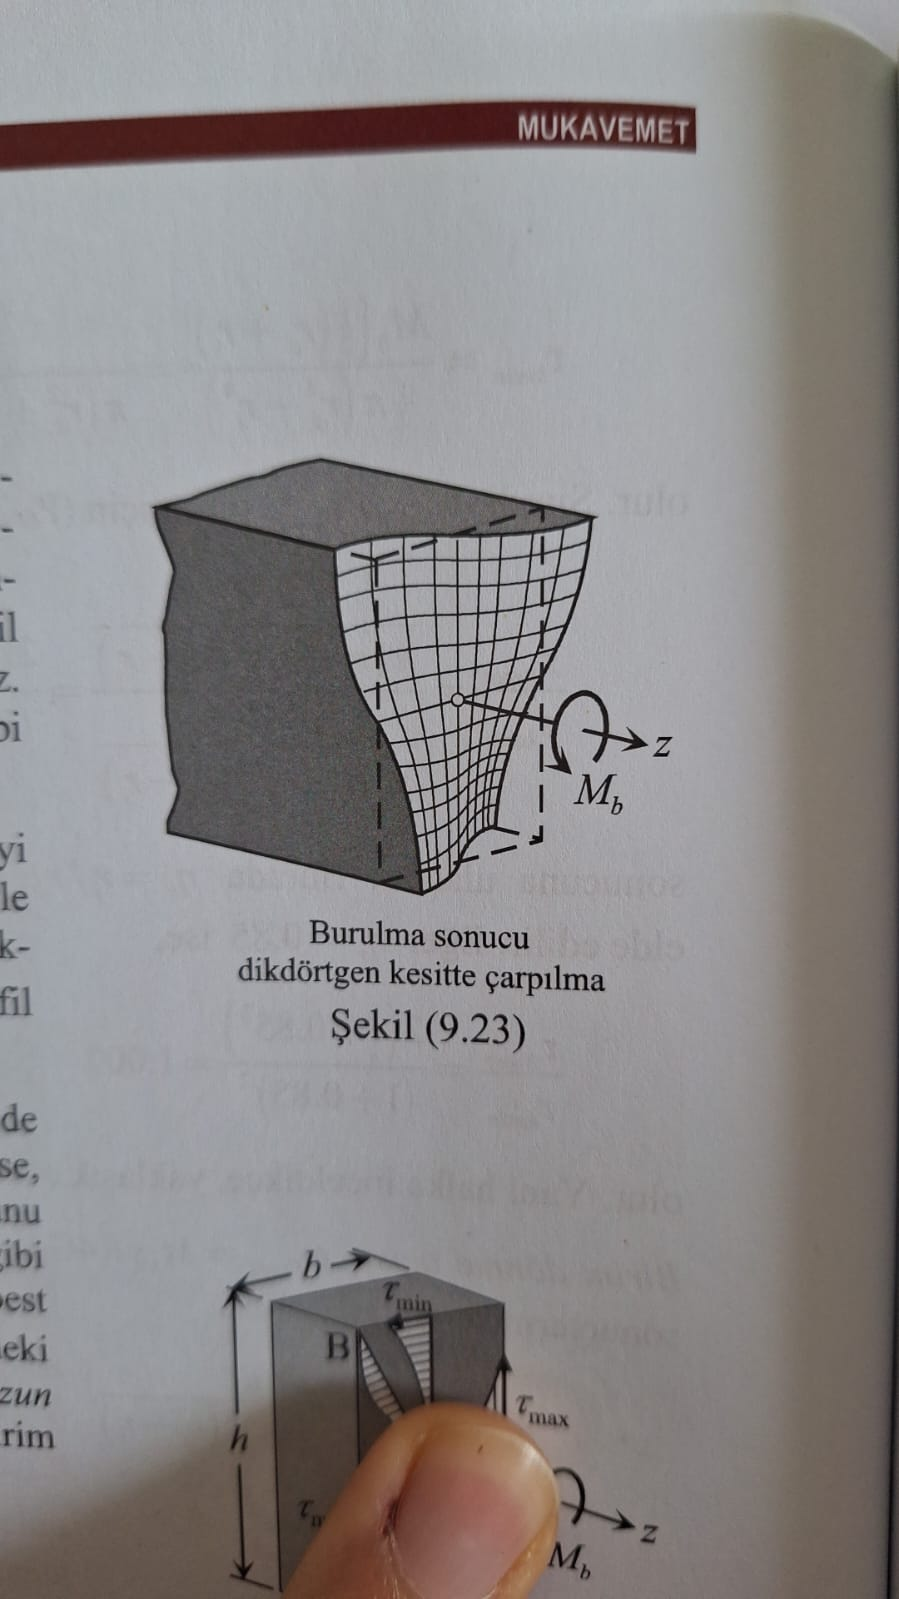 MUKAVEMET
z
M_b
Burulma sonucu
dikdörtgen kesitte çarpılma
Şekil (9.23)
-
-
-
il
z.
bi
yi
le
k-
fil
de
se,
nu
gibi
best
eki
zun
rim
b
τ_min
B
τ_max
h
z
M_b